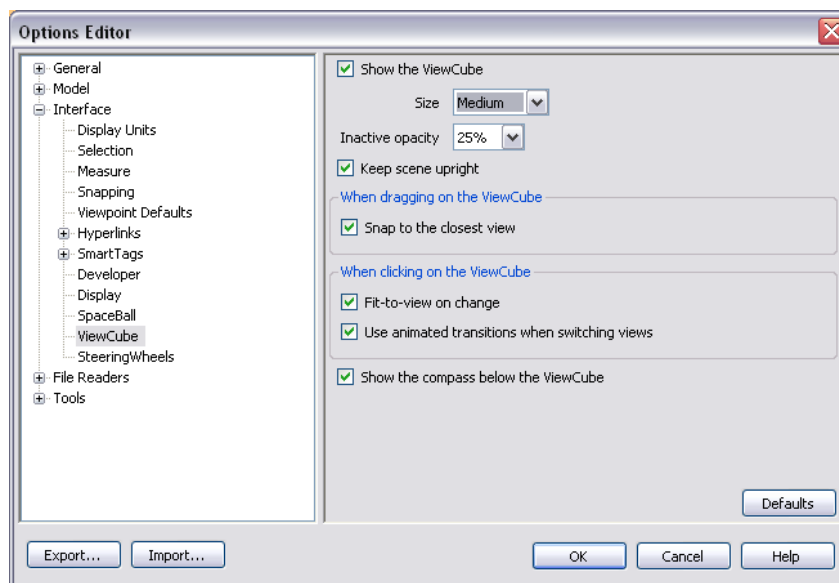 Options Editor
General
Model
Interface
Display Units
Selection
Measure
Snapping
Viewpoint Defaults
Hyperlinks
SmartTags
Developer
Display
SpaceBall
ViewCube
SteeringWheels
File Readers
Tools
Show the ViewCube
Size Medium
Inactive opacity 25%
Keep scene upright
When dragging on the ViewCube
Snap to the closest view
When clicking on the ViewCube
Fit-to-view on change
Use animated transitions when switching views
Show the compass below the ViewCube
Defaults
Export... Import... OK Cancel Help